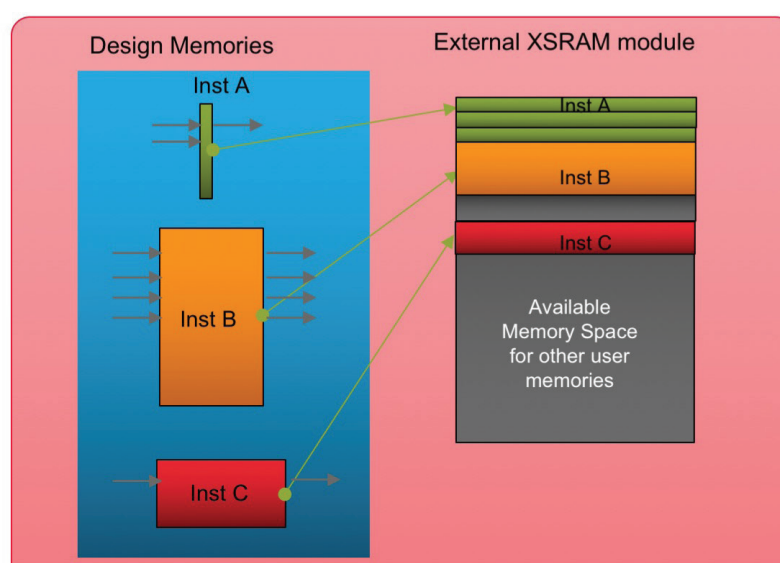 Design Memories
External XSRAM module
Inst A
Inst B
Inst C
Inst A
Inst B
Inst C
Available
Memory Space
for other user
memories